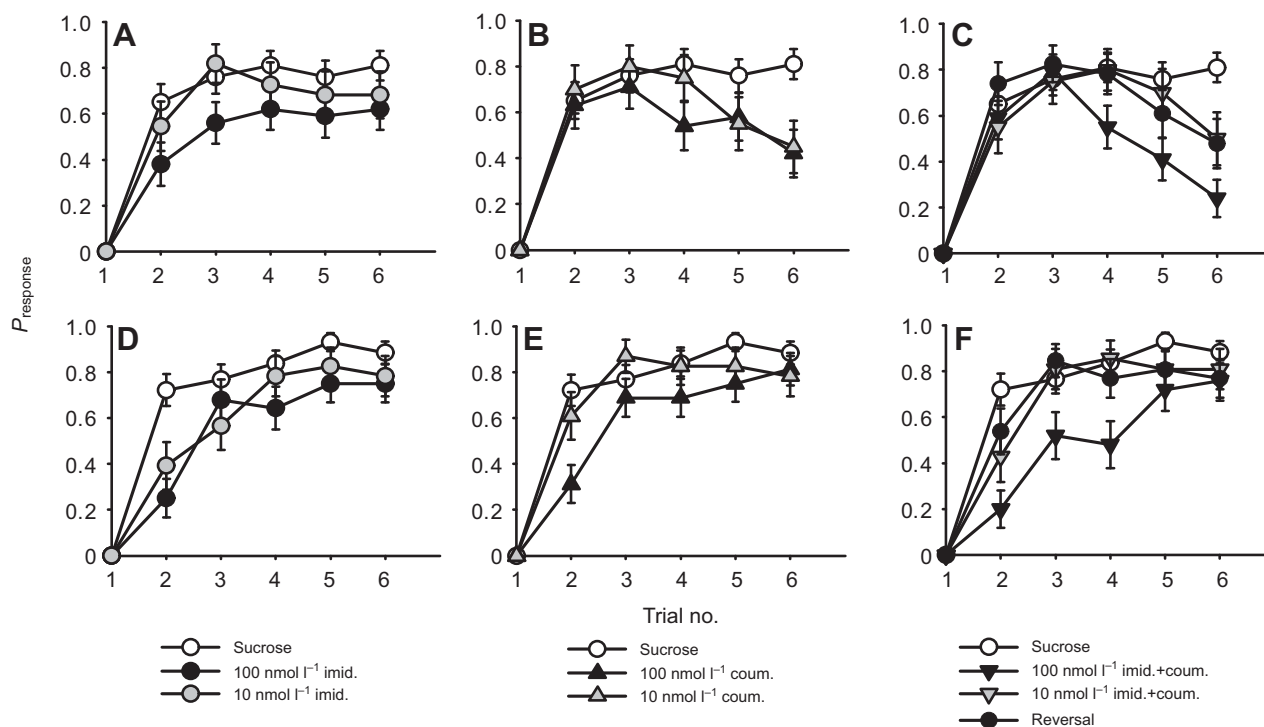 A
B
C
1.0 1.0 1.0
0.8 0.8 0.8
0.6 0.6 0.6
0.4 0.4 0.4
0.2 0.2 0.2
0 0 0
1 2 3 4 5 6
1 2 3 4 5 6
1 2 3 4 5 6
Presponse
D
E
F
1.0 1.0 1.0
0.8 0.8 0.8
0.6 0.6 0.6
0.4 0.4 0.4
0.2 0.2 0.2
0 0 0
1 2 3 4 5 6
1 2 3 4 5 6
1 2 3 4 5 6
Trial no.
Sucrose
100 nmol l⁻¹ imid.
10 nmol l⁻¹ imid.
Sucrose
100 nmol l⁻¹ coum.
10 nmol l⁻¹ coum.
Sucrose
100 nmol l⁻¹ imid.+coum.
10 nmol l⁻¹ imid.+coum.
Reversal